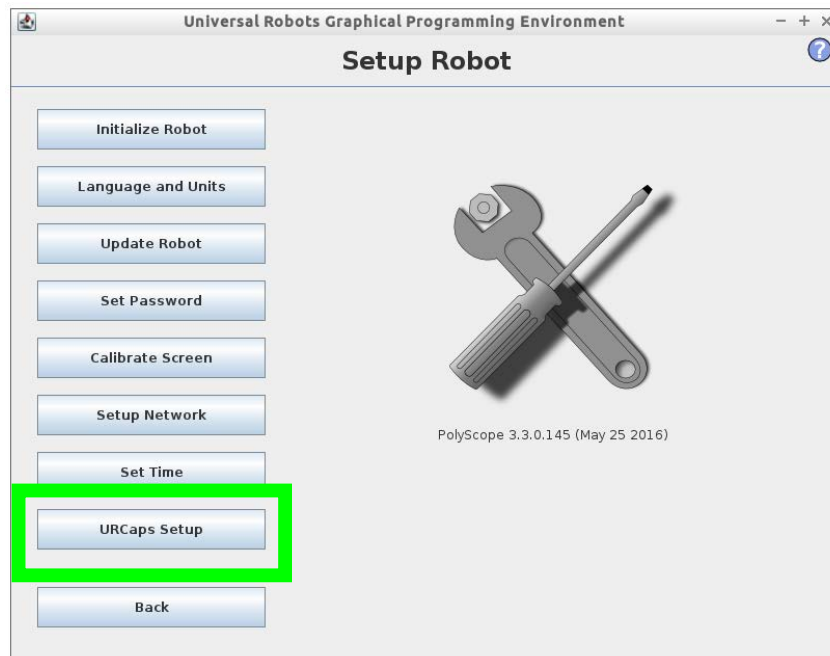 Universal Robots Graphical Programming Environment
Setup Robot
?
Initialize Robot
Language and Units
Update Robot
Set Password
Calibrate Screen
Setup Network
Set Time
URCaps Setup
Back
PolyScope 3.3.0.145 (May 25 2016)